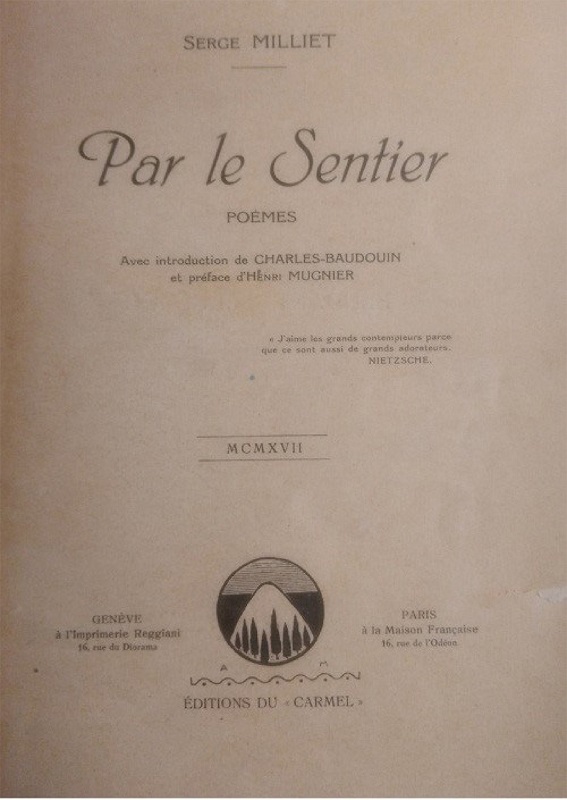 SERGE MILLIET
Par le Sentier
POÈMES
Avec introduction de CHARLES-BAUDOUIN
et préface d'HENRI MUGNIER
« J'aime les grands contempleurs parce
que ce sont aussi de grands adorateurs.
NIETZSCHE.
MCMXVII
GENÈVE
à l'Imprimerie Reggiani
16, rue du Diorama
PARIS
à la Maison Française
16, rue de l'Odéon
A M
ÉDITIONS DU « CARMEL »